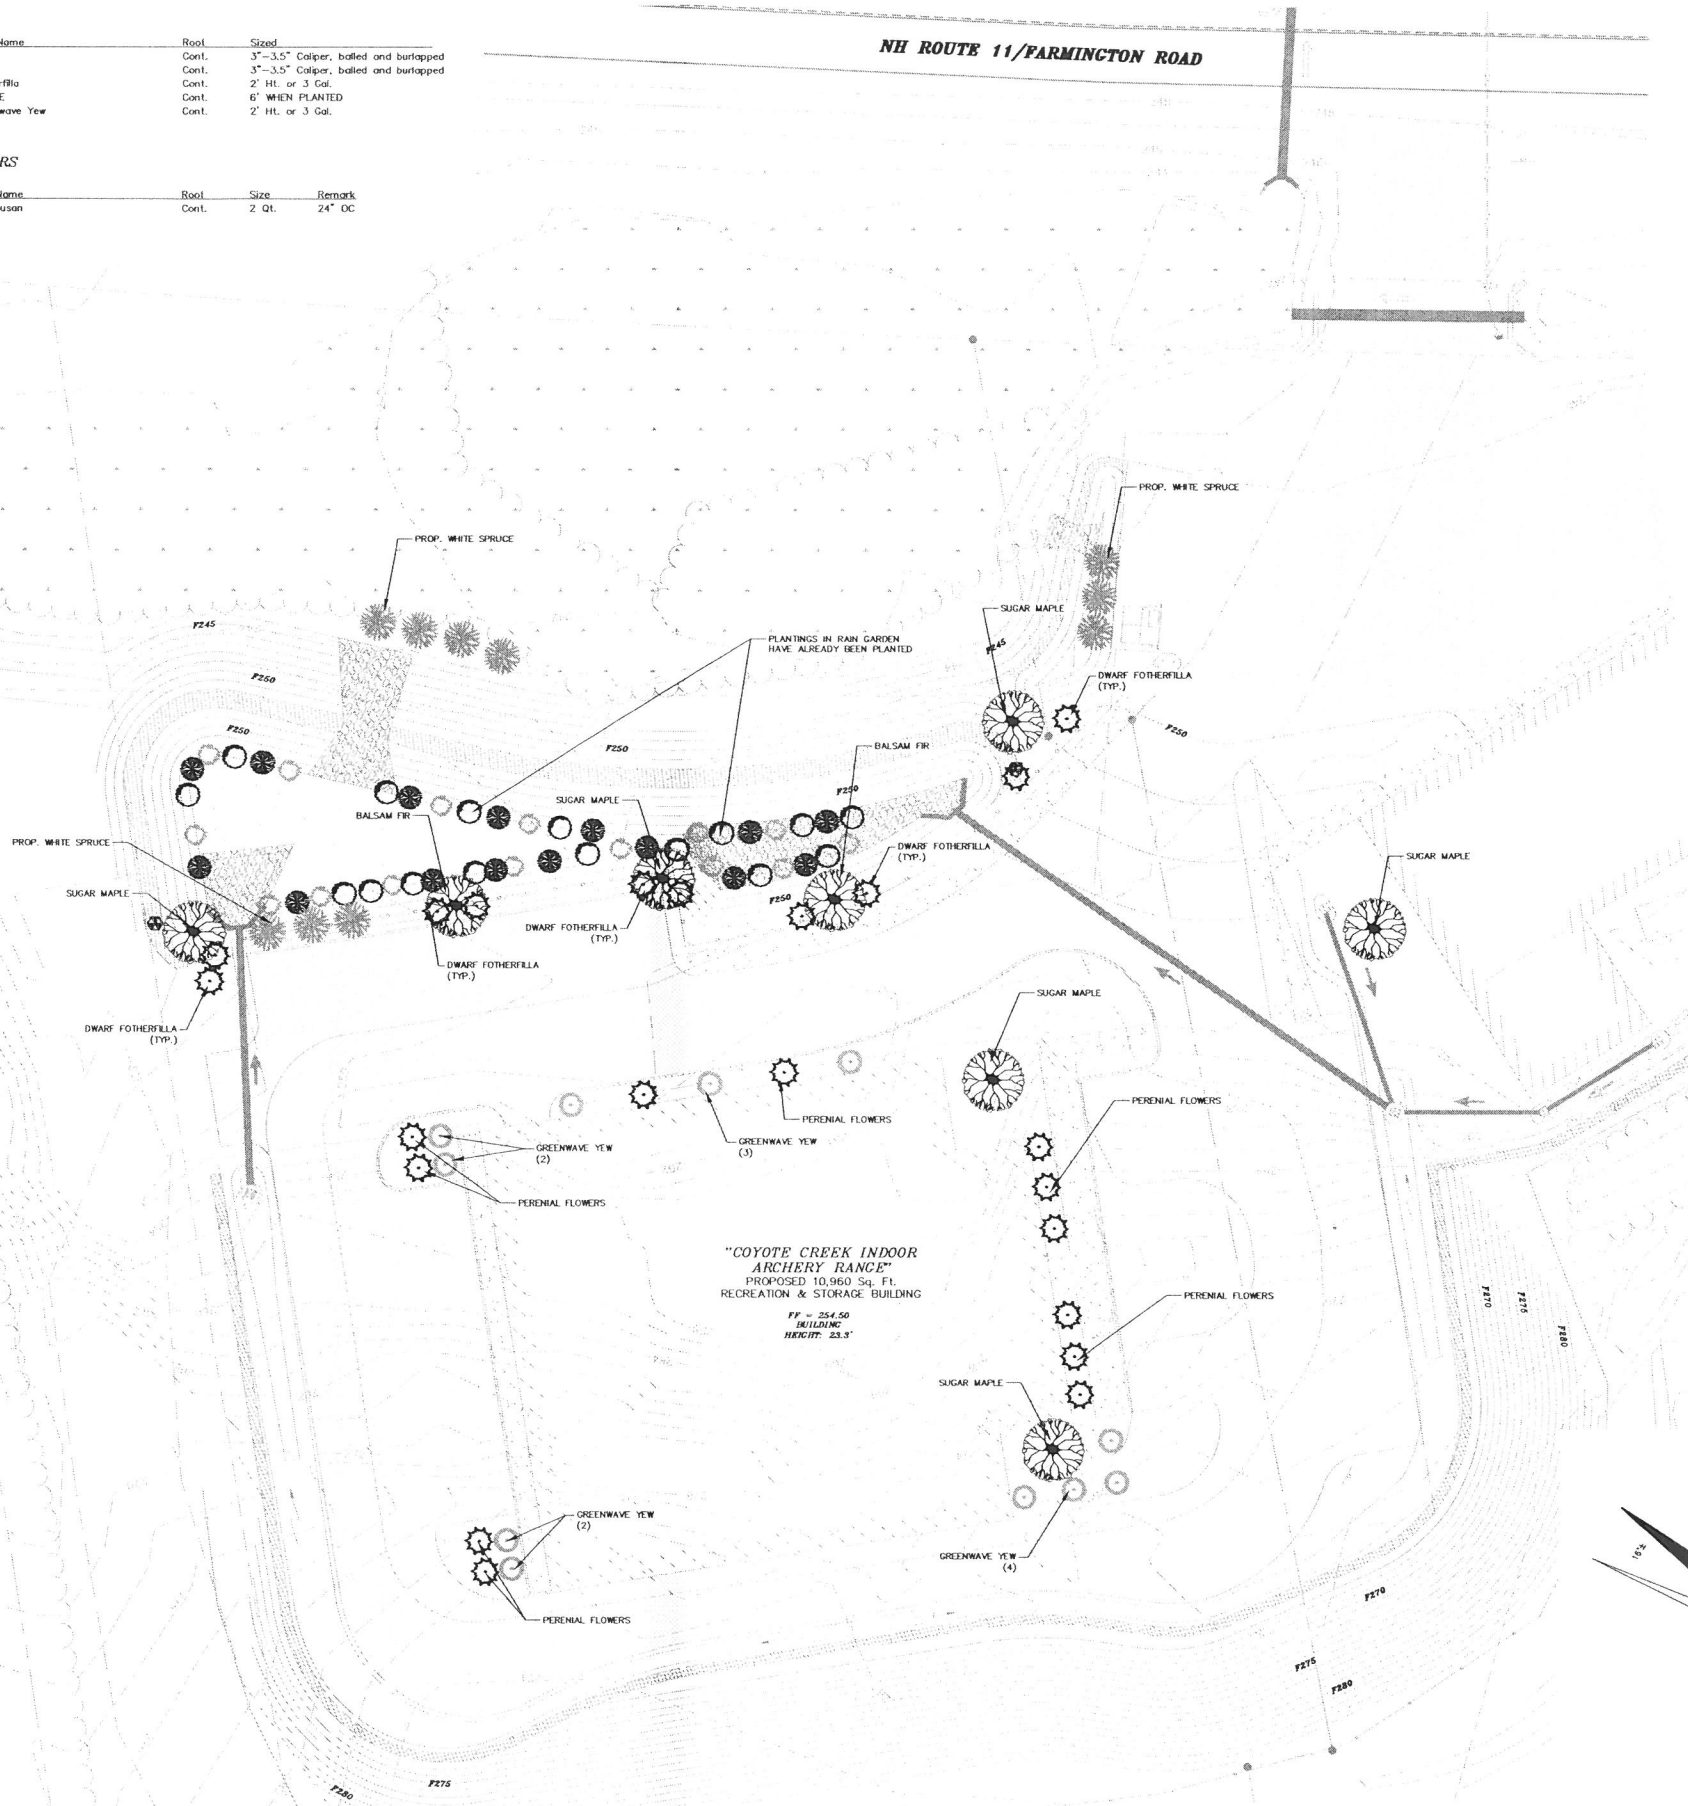 NH ROUTE 11/FARMINGTON ROAD
Name Root Sized
Cont. 3"-3.5" Caliper, balled and burlapped
Cont. 3"-3.5" Caliper, balled and burlapped
Cont. 2' Ht. or 3 Gal.
E Cont. 6' WHEN PLANTED
wave Yew Cont. 2' Ht. or 3 Gal.
RS
Name Root Size Remark
usan Cont. 2 Qt. 24" OC
PROP. WHITE SPRUCE
PROP. WHITE SPRUCE
SUGAR MAPLE
F245
PLANTINGS IN RAIN GARDEN
HAVE ALREADY BEEN PLANTED
F245
F250
DWARF FOTHERFILLA
(TYP.)
F250
F250
F250
BALSAM FIR
F250
SUGAR MAPLE
BALSAM FIR
PROP. WHITE SPRUCE
DWARF FOTHERFILLA
(TYP.)
SUGAR MAPLE
SUGAR MAPLE
F250
DWARF FOTHERFILLA
(TYP.)
DWARF FOTHERFILLA
(TYP.)
SUGAR MAPLE
DWARF FOTHERFILLA
(TYP.)
PERENIAL FLOWERS
PERENIAL FLOWERS
GREENWAVE YEW
(3)
GREENWAVE YEW
(2)
PERENIAL FLOWERS
"COYOTE CREEK INDOOR
ARCHERY RANGE"
PROPOSED 10,960 Sq. Ft.
RECREATION & STORAGE BUILDING
FF = 254.50
BUILDING
HEIGHT: 23.3'
PERENIAL FLOWERS
F270
F275
F280
SUGAR MAPLE
GREENWAVE YEW
(2)
GREENWAVE YEW
(4)
16'±
F270
PERENIAL FLOWERS
F275
F280
F275
F280